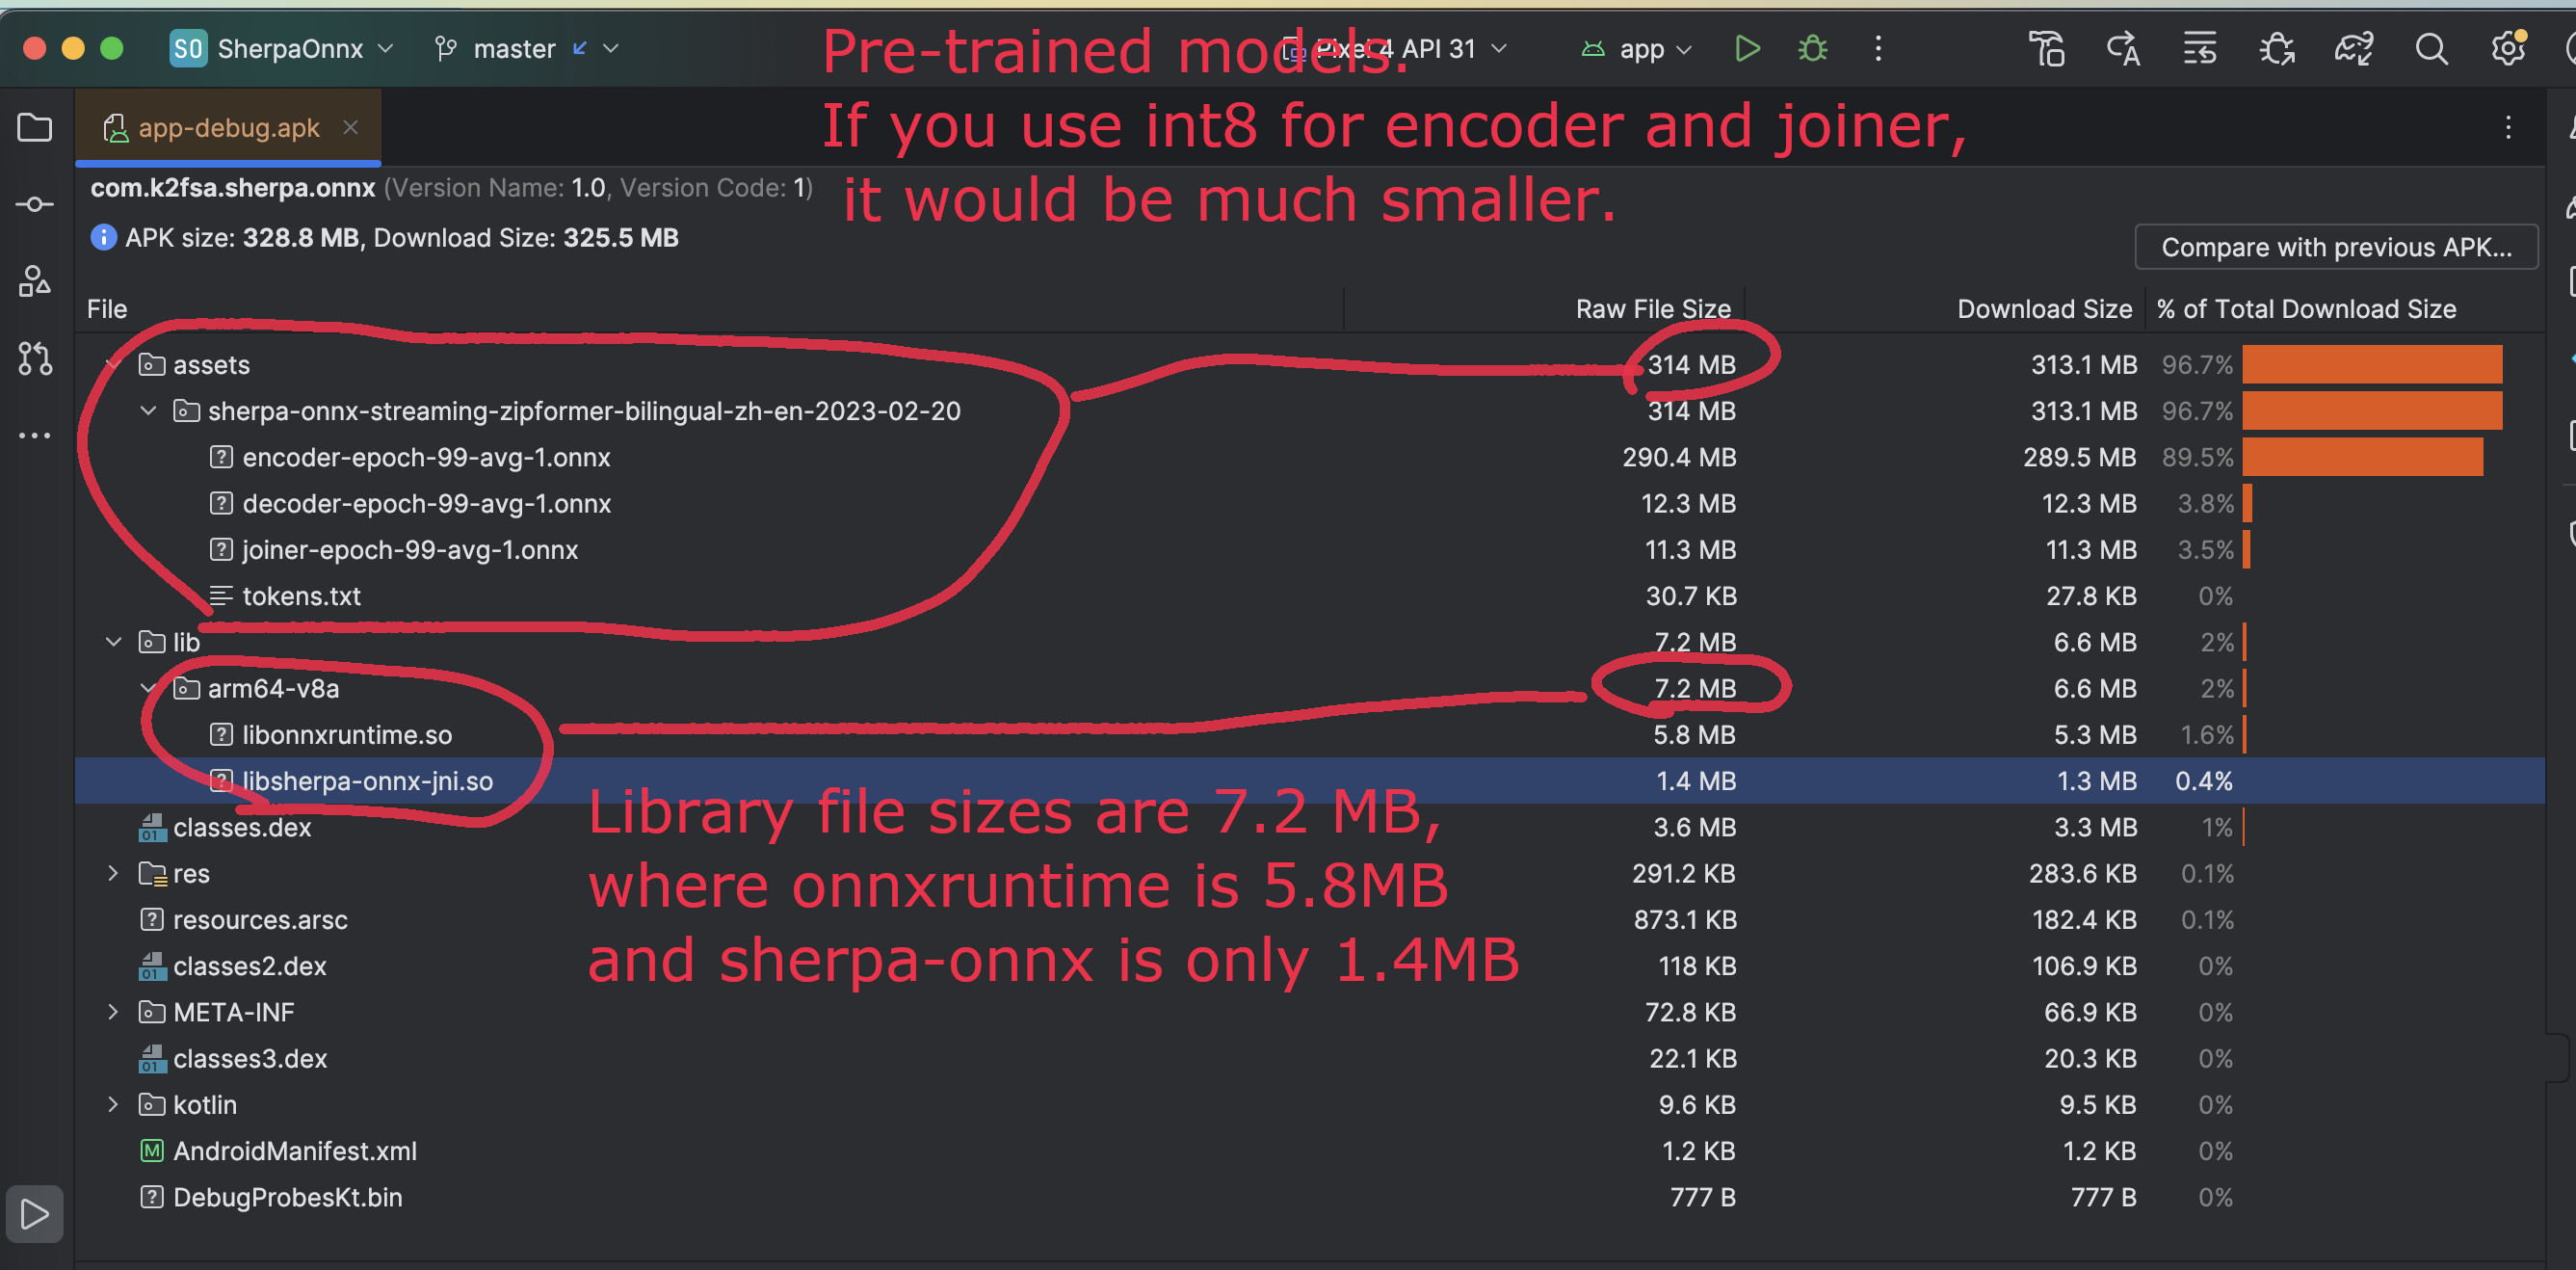 SO SherpaOnnx master Pixel 4 API 31 app
Pre-trained models.
If you use int8 for encoder and joiner,
it would be much smaller.
app-debug.apk
com.k2fsa.sherpa.onnx (Version Name: 1.0, Version Code: 1)
APK size: 328.8 MB, Download Size: 325.5 MB
Compare with previous APK...
File Raw File Size Download Size % of Total Download Size
assets 314 MB 313.1 MB 96.7%
sherpa-onnx-streaming-zipformer-bilingual-zh-en-2023-02-20 314 MB 313.1 MB 96.7%
encoder-epoch-99-avg-1.onnx 290.4 MB 289.5 MB 89.5%
decoder-epoch-99-avg-1.onnx 12.3 MB 12.3 MB 3.8%
joiner-epoch-99-avg-1.onnx 11.3 MB 11.3 MB 3.5%
tokens.txt 30.7 KB 27.8 KB 0%
lib 7.2 MB 6.6 MB 2%
arm64-v8a 7.2 MB 6.6 MB 2%
libonnxruntime.so 5.8 MB 5.3 MB 1.6%
libsherpa-onnx-jni.so 1.4 MB 1.3 MB 0.4%
Library file sizes are 7.2 MB,
where onnxruntime is 5.8MB
and sherpa-onnx is only 1.4MB
classes.dex 3.6 MB 3.3 MB 1%
res 291.2 KB 283.6 KB 0.1%
resources.arsc 873.1 KB 182.4 KB 0.1%
classes2.dex 118 KB 106.9 KB 0%
META-INF 72.8 KB 66.9 KB 0%
classes3.dex 22.1 KB 20.3 KB 0%
kotlin 9.6 KB 9.5 KB 0%
AndroidManifest.xml 1.2 KB 1.2 KB 0%
DebugProbesKt.bin 777 B 777 B 0%